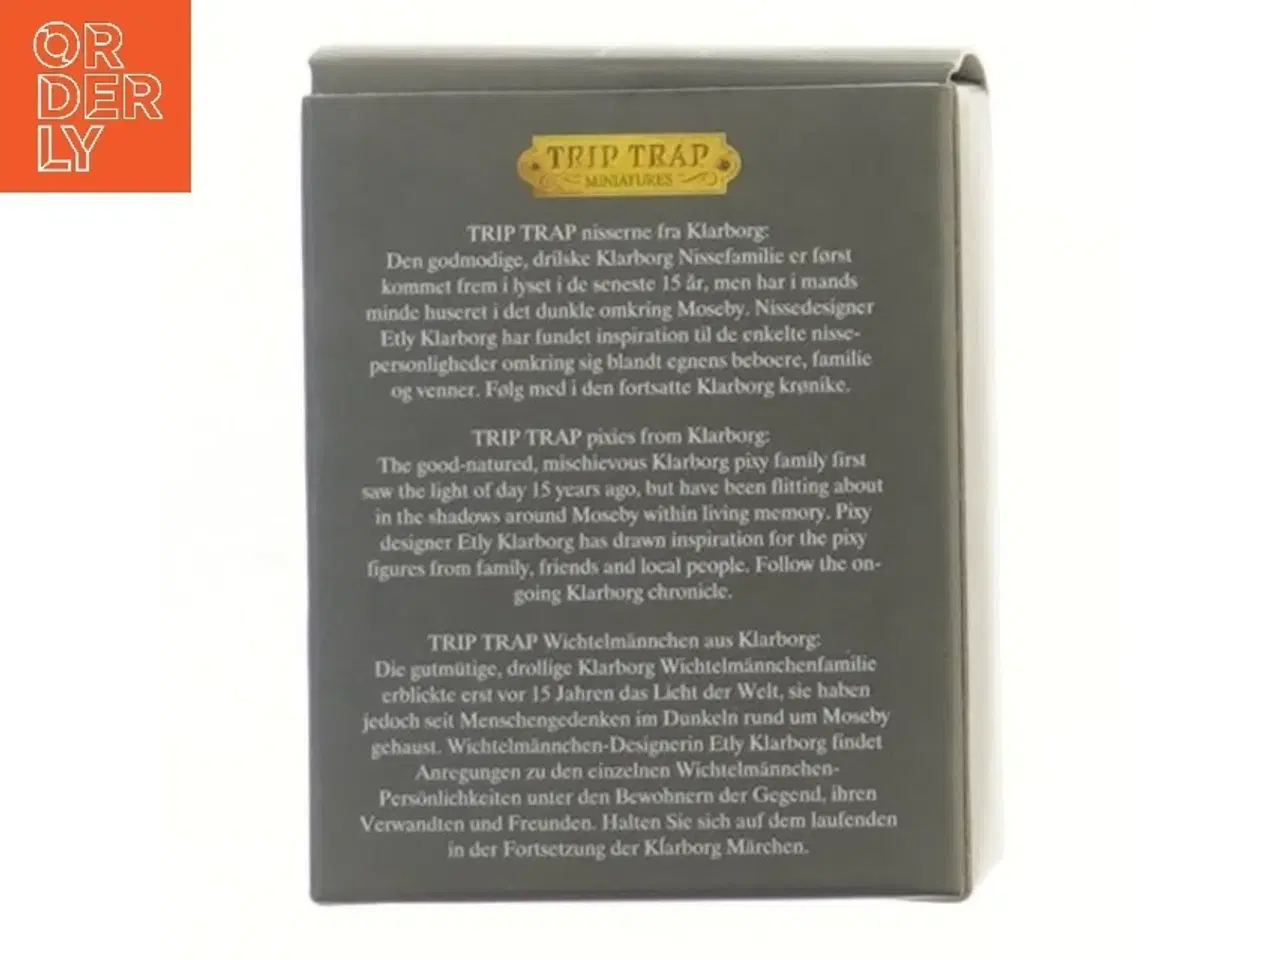 OR
DER
LY
TRIP TRAP
MINIATURES
TRIP TRAP nisserne fra Klarborg:
Den godmodige, drilske Klarborg Nissefamilie er først
kommet frem i lyset i de seneste 15 år, men har i mands
minde huseret i det dunkle omkring Moseby. Nissedesigner
Etly Klarborg har fundet inspiration til de enkelte nisse-
personligheder omkring sig blandt egnens beboere, familie
og venner. Følg med i den fortsatte Klarborg krønike.
TRIP TRAP pixies from Klarborg:
The good-natured, mischievous Klarborg pixy family first
saw the light of day 15 years ago, but have been flitting about
in the shadows around Moseby within living memory. Pixy
designer Etly Klarborg has drawn inspiration for the pixy
figures from family, friends and local people. Follow the on-
going Klarborg chronicle.
TRIP TRAP Wichtelmännchen aus Klarborg:
Die gutmütige, drollige Klarborg Wichtelmännchenfamilie
erblickte erst vor 15 Jahren das Licht der Welt, sie haben
jedoch seit Menschengedenken im Dunkeln rund um Moseby
gehaust. Wichtelmännchen-Designerin Etly Klarborg findet
Anregungen zu den einzelnen Wichtelmännchen-
Persönlichkeiten unter den Bewohnern der Gegend, ihren
Verwandten und Freunden. Halten Sie sich auf dem laufenden
in der Fortsetzung der Klarborg Märchen.